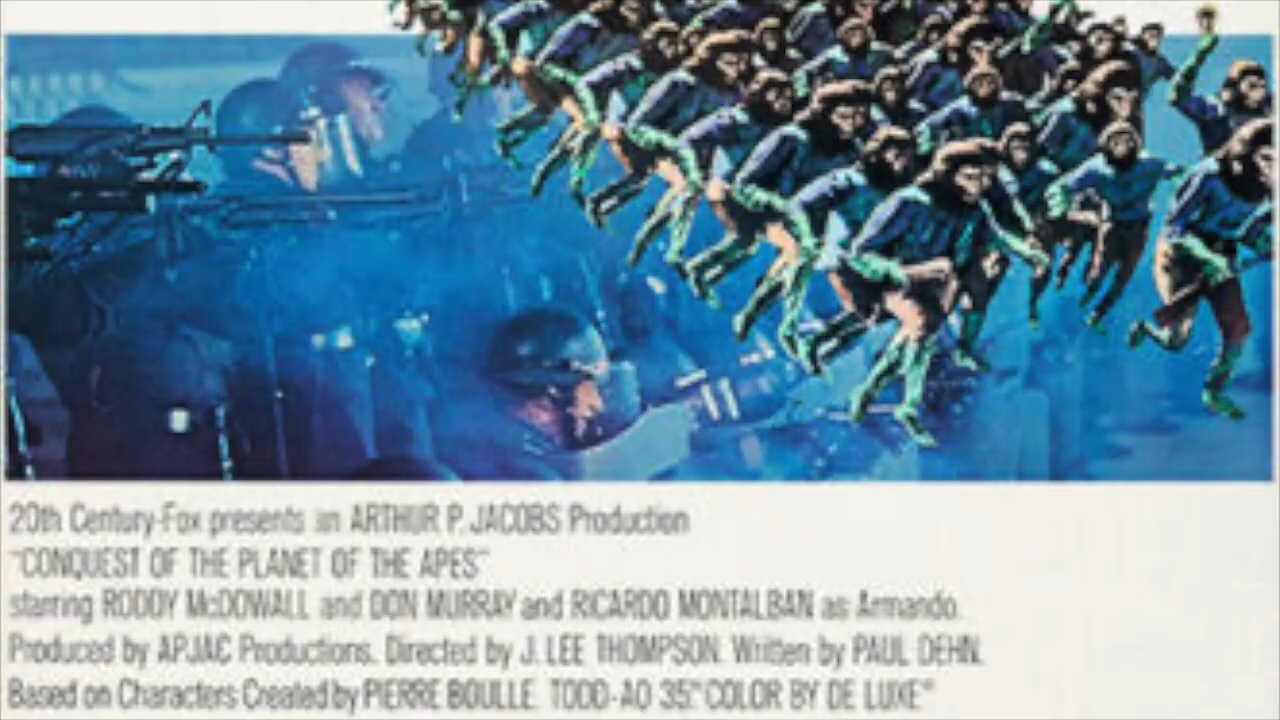 20th Century-Fox presents an ARTHUR P. JACOBS Production
"CONQUEST OF THE PLANET OF THE APES"
starring RODDY McDOWALL and DON MURRAY and RICARDO MONTALBAN as Armando.
Produced by APJAC Productions. Directed by J. LEE THOMPSON. Written by PAUL DEHN.
Based on Characters Created by PIERRE BOULLE. TODD-AO 35. COLOR BY DE LUXE®